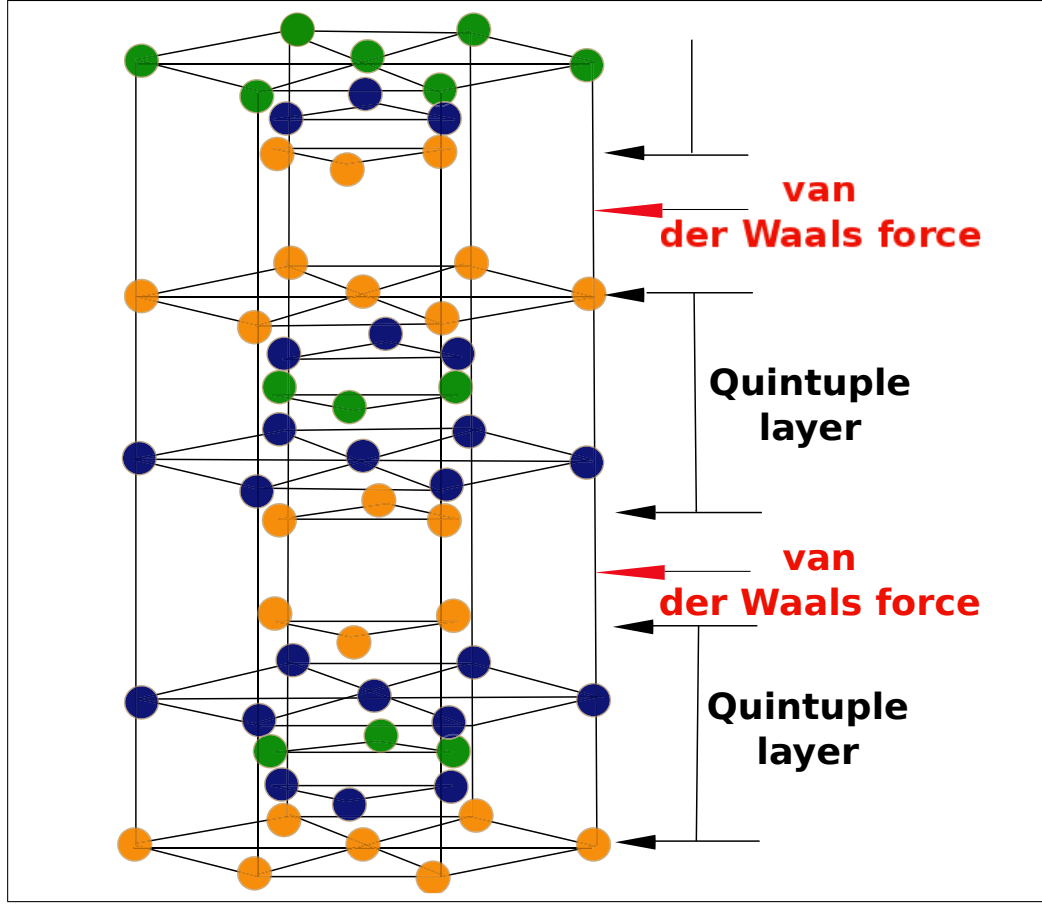 van
der Waals force
Quintuple
layer
van
der Waals force
Quintuple
layer